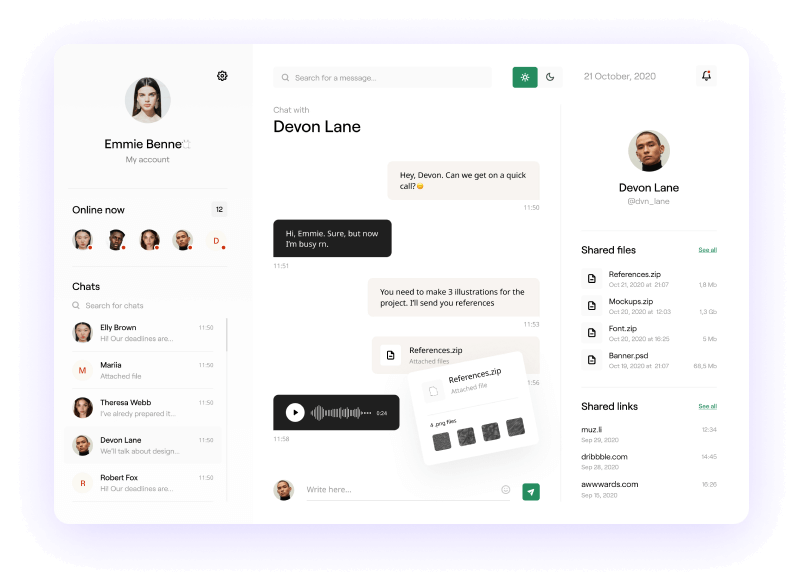 Emmie Benne
My account
Online now
12
D
Chats
Search for chats
Elly Brown
11:50
Hi! Our deadlines are...
M
Mariia
11:50
Attached file
Theresa Webb
11:50
I've alredy prepared it...
Devon Lane
11:50
We'll talk about design...
R
Robert Fox
11:50
Hi! Our deadlines are...
Search for a message...
Chat with
Devon Lane
Hey, Devon. Can we get on a quick
call?😊
11:50
Hi, Emmie. Sure, but now
I'm busy rn.
11:51
You need to make 3 illustrations for the
project. I'll send you references
11:53
References.zip
Attached files
References.zip
Attached file
4 .png files
0:24
11:58
Write here...
21 October, 2020
Devon Lane
@dvn_lane
Shared files
See all
References.zip
Oct 21, 2020 at 21:07
1,8 Mb
Mockups.zip
Oct 20, 2020 at 12:03
1,3 Gb
Font.zip
Oct 20, 2020 at 16:25
5 Mb
Banner.psd
Oct 19, 2020 at 21:07
Shared links
See all
muz.li
12:34
Sep 29, 2020
dribbble.com
14:45
Sep 28, 2020
awwwards.com
16:26
Sep 15, 2020